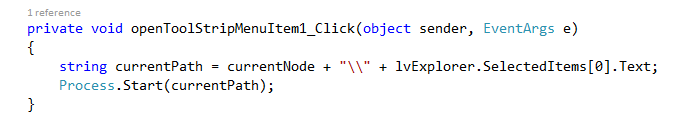 1 reference
private void openToolStripMenuItem1_Click(object sender, EventArgs e)
{
    string currentPath = currentNode + "\\" + lvExplorer.SelectedItems[0].Text;
    Process.Start(currentPath);
}